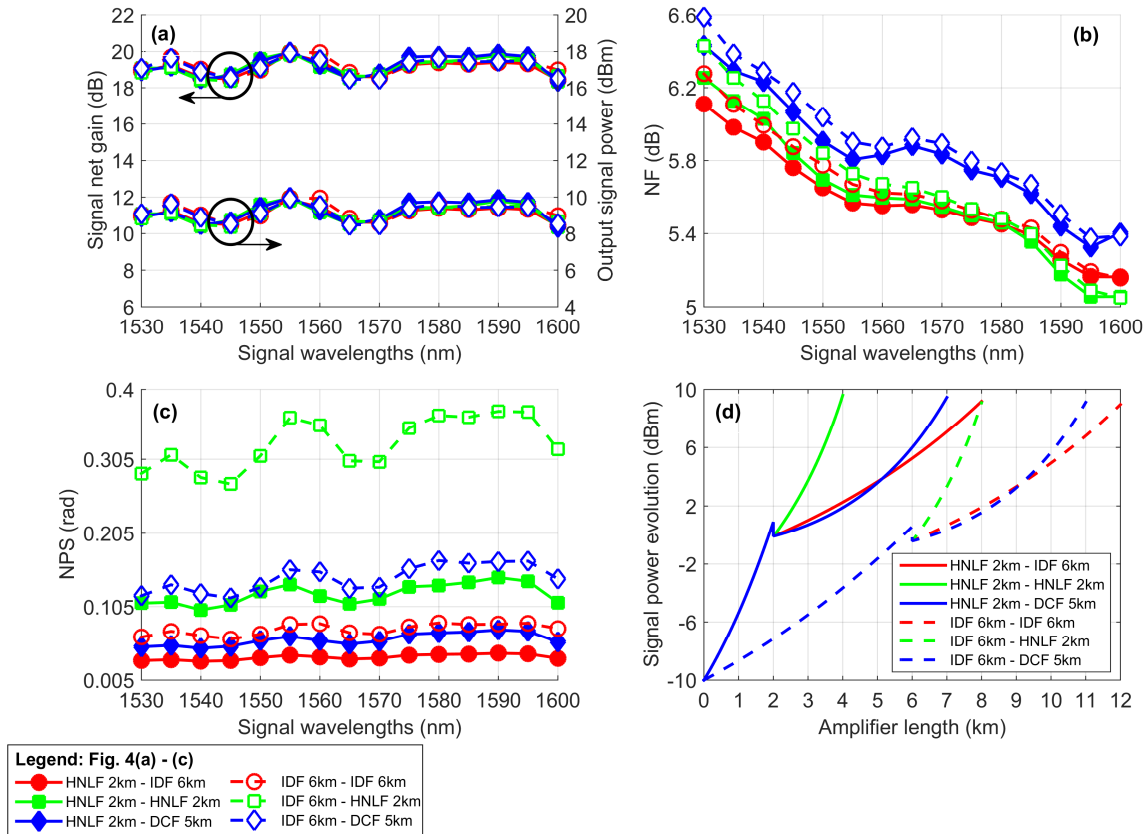 (a)
Signal net gain (dB)
22
20
18
16
14
12
10
8
6
20
18
16
14
12
10
8
6
4
Output signal power (dBm)
1530 1540 1550 1560 1570 1580 1590 1600
Signal wavelengths (nm)
(b)
NF (dB)
6.6
6.2
5.8
5.4
5
1530 1540 1550 1560 1570 1580 1590 1600
Signal wavelengths (nm)
(c)
NPS (rad)
0.4
0.305
0.205
0.105
0.005
1530 1540 1550 1560 1570 1580 1590 1600
Signal wavelengths (nm)
(d)
Signal power evolution (dBm)
10
6
2
-2
-6
-10
HNLF 2km - IDF 6km
HNLF 2km - HNLF 2km
HNLF 2km - DCF 5km
IDF 6km - IDF 6km
IDF 6km - HNLF 2km
IDF 6km - DCF 5km
0 1 2 3 4 5 6 7 8 9 10 11 12
Amplifier length (km)
Legend: Fig. 4(a) - (c)
HNLF 2km - IDF 6km IDF 6km - IDF 6km
HNLF 2km - HNLF 2km IDF 6km - HNLF 2km
HNLF 2km - DCF 5km IDF 6km - DCF 5km